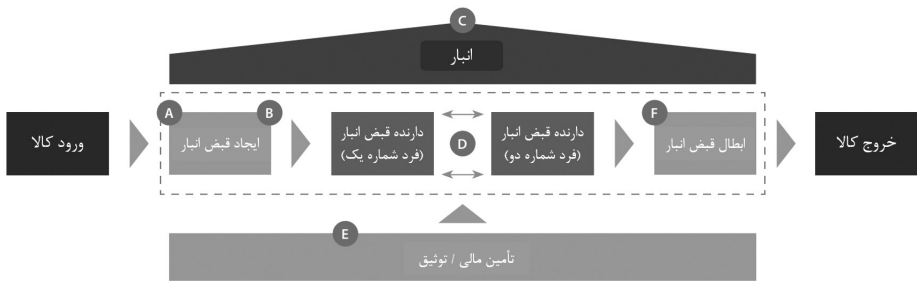 C
انبار
A
B
F
ورود کالا
ایجاد قبض انبار
دارنده قبض انبار
(فرد شماره یک)
D
دارنده قبض انبار
(فرد شماره دو)
ابطال قبض انبار
خروج کالا
E
تأمین مالی / توثیق